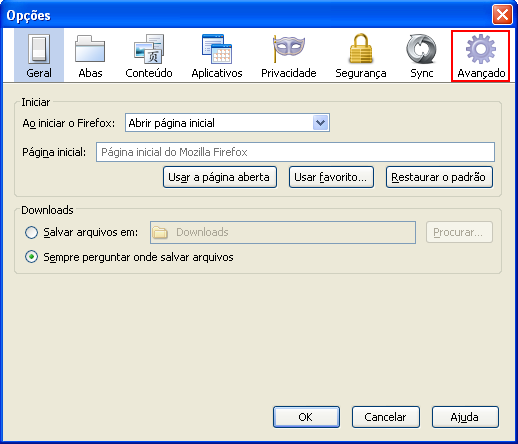 Opções
Geral Abas Conteúdo Aplicativos Privacidade Segurança Sync Avançado
Iniciar
Ao iniciar o Firefox: Abrir página inicial
Página inicial: Página inicial do Mozilla Firefox
Usar a página aberta Usar favorito... Restaurar o padrão
Downloads
Salvar arquivos em: Downloads Procurar...
Sempre perguntar onde salvar arquivos
OK Cancelar Ajuda